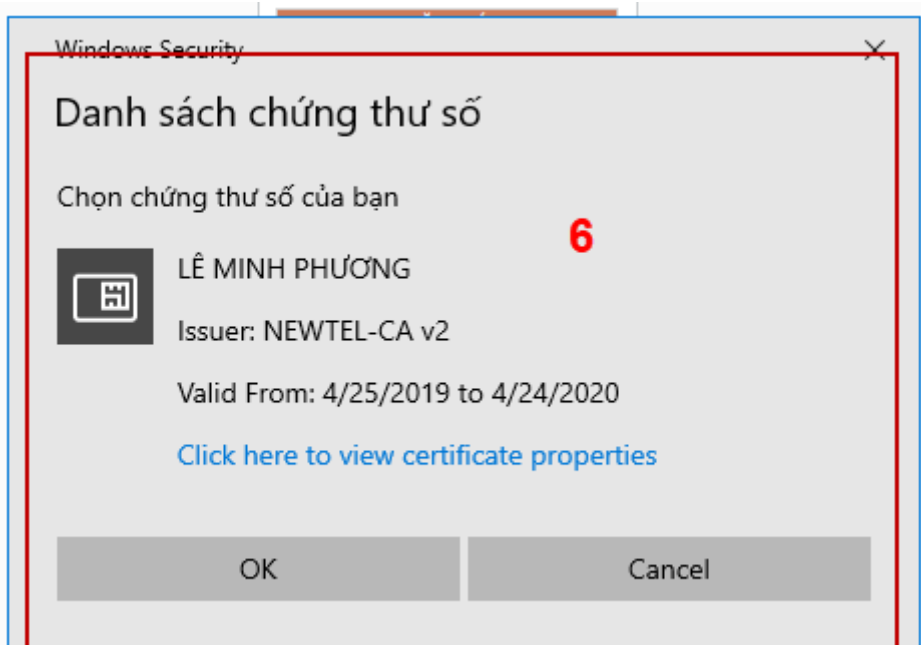 Windows Security
Danh sách chứng thư số
Chọn chứng thư số của bạn
6
LÊ MINH PHƯƠNG
Issuer: NEWTEL-CA v2
Valid From: 4/25/2019 to 4/24/2020
Click here to view certificate properties
OK
Cancel